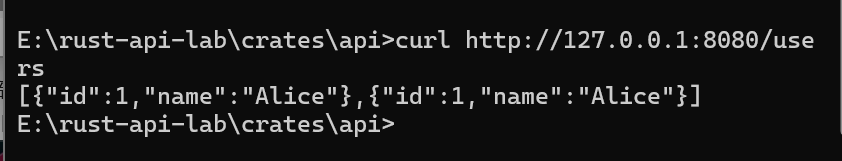 E:\rust-api-lab\crates\api>curl http://127.0.0.1:8080/use
rs
[{"id":1,"name":"Alice"},{"id":1,"name":"Alice"}]
E:\rust-api-lab\crates\api>